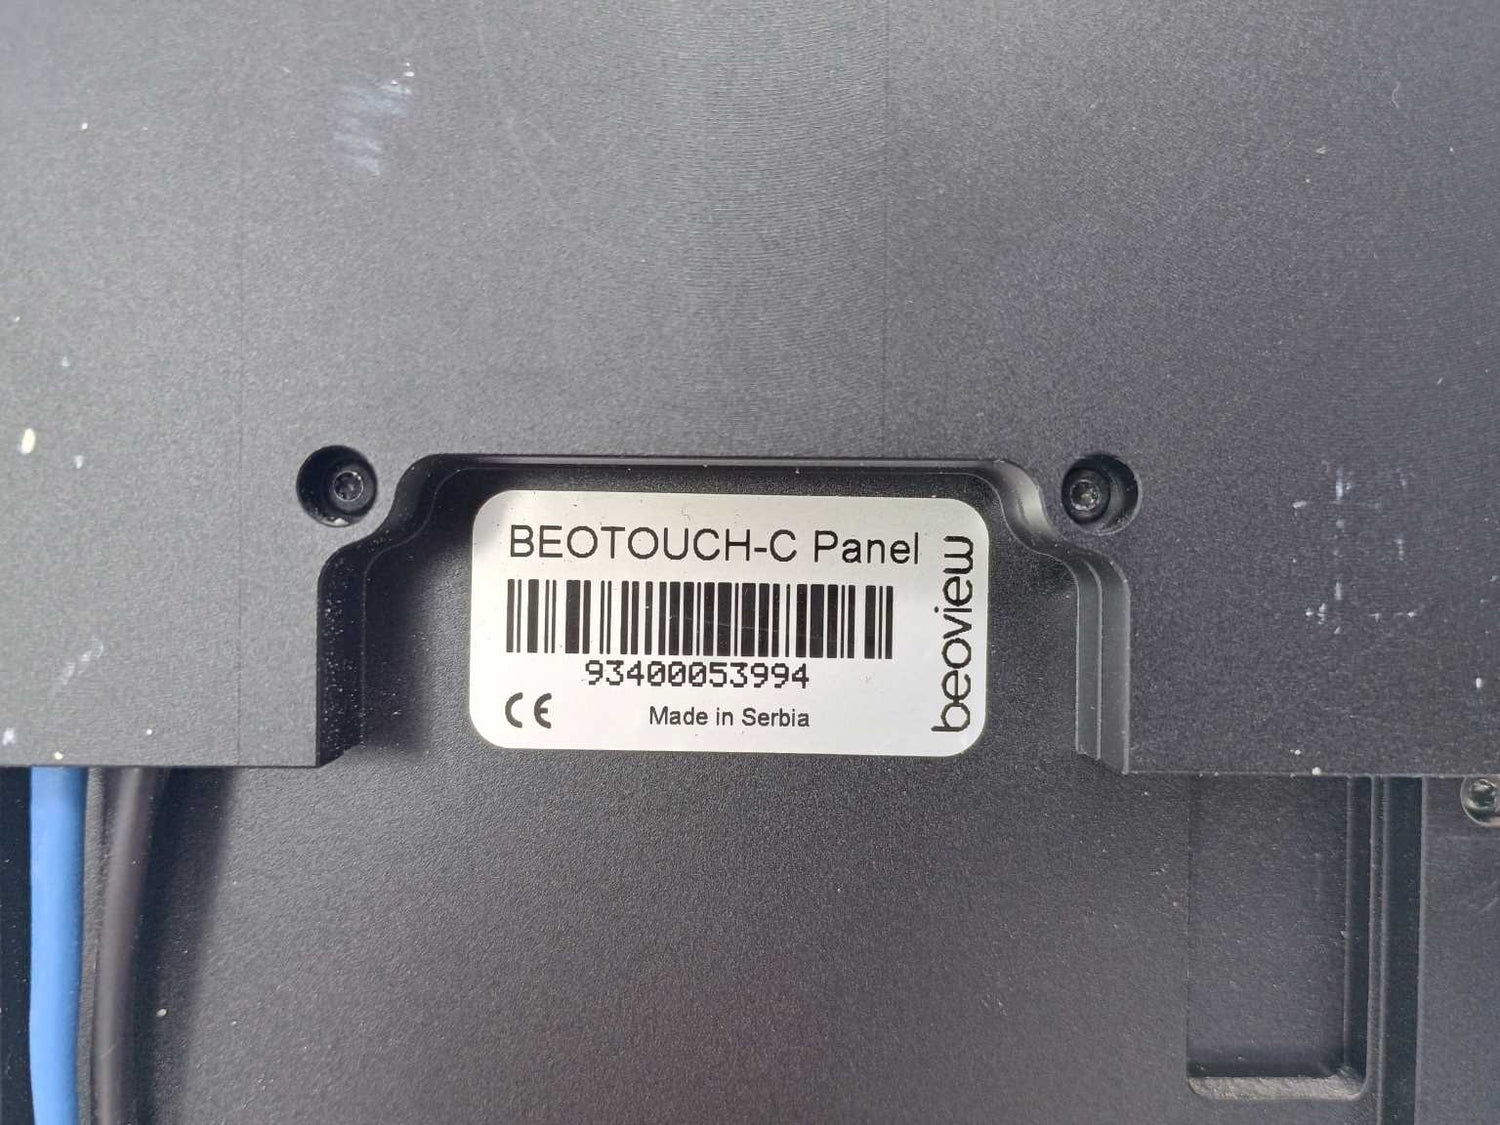 BEOTOUCH-C Panel
93400053994
CE
Made in Serbia
beoview